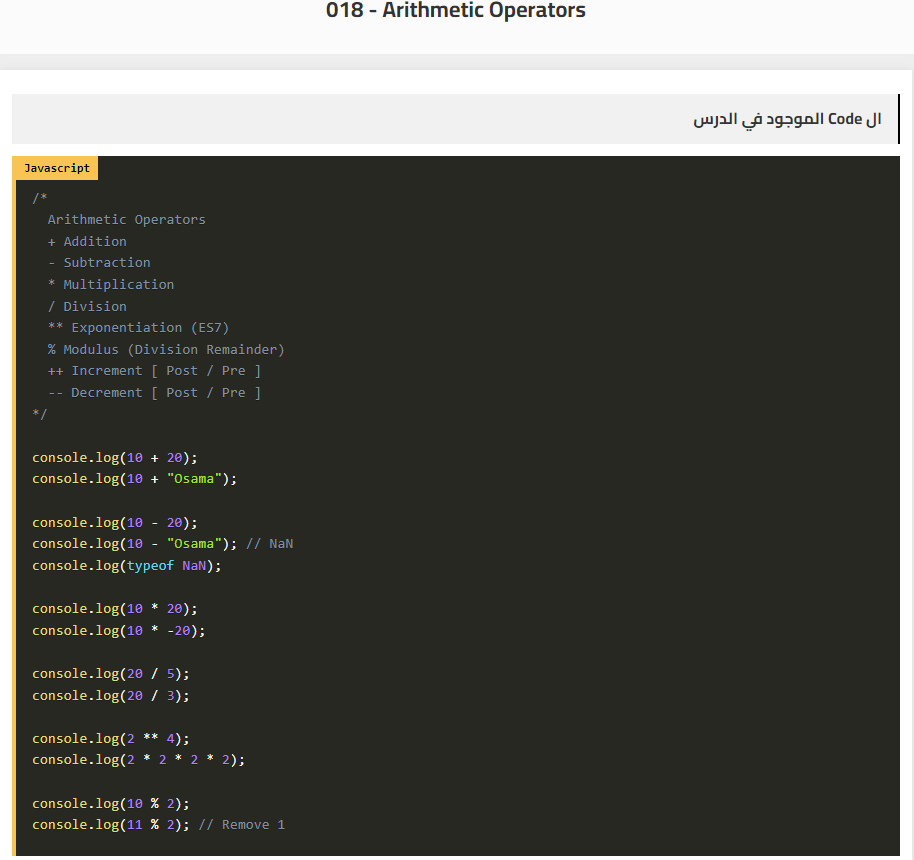 018 - Arithmetic Operators
ال Code الموجود في الدرس
Javascript
/*
  Arithmetic Operators
  + Addition
  - Subtraction
  * Multiplication
  / Division
  ** Exponentiation (ES7)
  % Modulus (Division Remainder)
  ++ Increment [ Post / Pre ]
  -- Decrement [ Post / Pre ]
*/

console.log(10 + 20);
console.log(10 + "Osama");

console.log(10 - 20);
console.log(10 - "Osama"); // NaN
console.log(typeof NaN);

console.log(10 * 20);
console.log(10 * -20);

console.log(20 / 5);
console.log(20 / 3);

console.log(2 ** 4);
console.log(2 * 2 * 2 * 2);

console.log(10 % 2);
console.log(11 % 2); // Remove 1